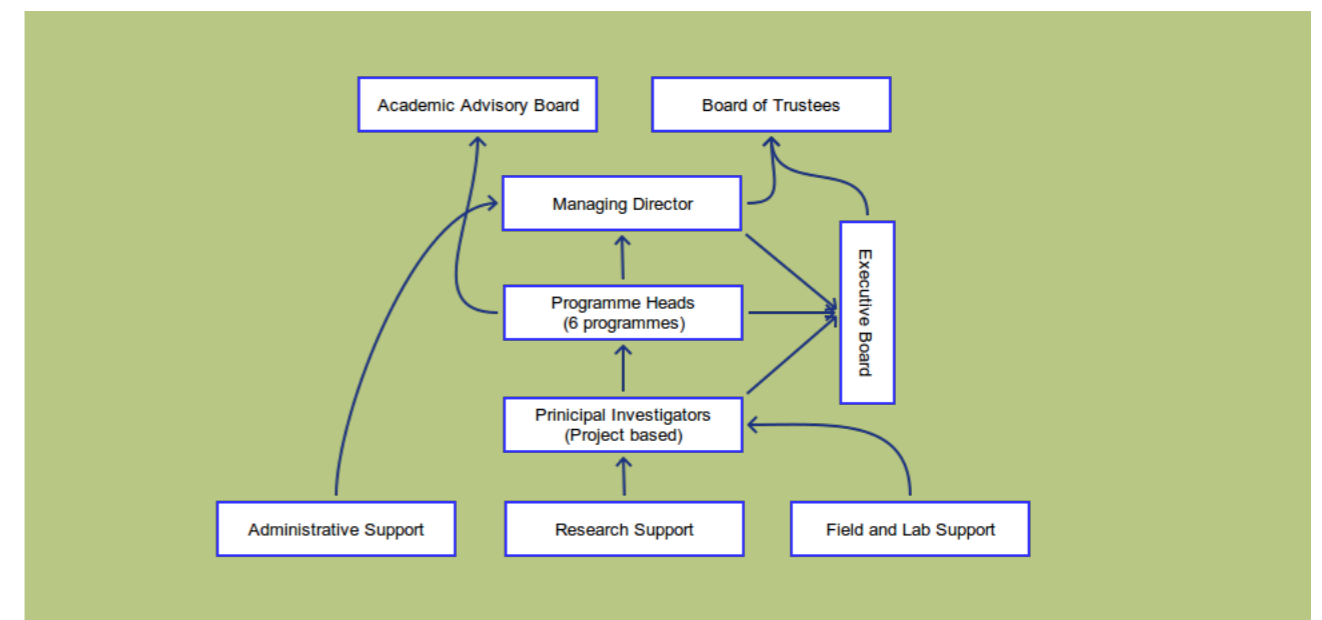 Academic Advisory Board
Board of Trustees
Managing Director
Executive Board
Programme Heads
(6 programmes)
Prinicipal Investigators
(Project based)
Administrative Support
Research Support
Field and Lab Support